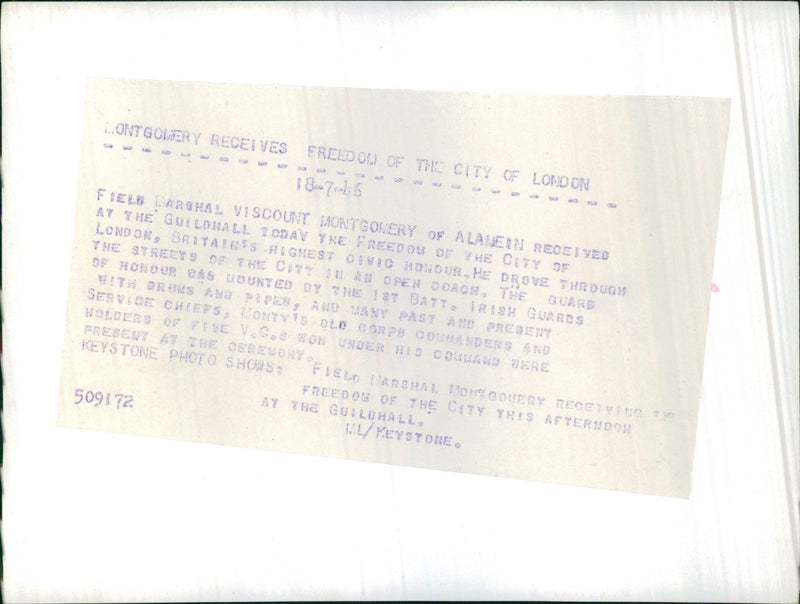 MONTGOMERY RECEIVES FREEDOM OF THE CITY OF LONDON
18-7-46
FIELD MARSHAL VISCOUNT MONTGOMERY OF ALAMEIN RECEIVED
AT THE GUILDHALL TODAY THE FREEDOM OF THE CITY OF
LONDON, BRITAIN'S HIGHEST CIVIC HONOUR. HE DROVE THROUGH
THE STREETS OF THE CITY IN AN OPEN COACH. THE GUARD
OF HONOUR WAS MOUNTED BY THE 1ST BATT. IRISH GUARDS
WITH DRUMS AND PIPES, AND MANY PAST AND PRESENT
SERVICE CHIEFS, MONTY'S OLD CORPS COMMANDERS AND
HOLDERS OF FIVE V.C.S WON UNDER HIS COMMAND WERE
PRESENT AT THE CEREMONY.
KEYSTONE PHOTO SHOWS: FIELD MARSHAL MONTGOMERY RECEIVING THE
FREEDOM OF THE CITY THIS AFTERNOON
AT THE GUILDHALL.
509172 ML/KEYSTONE.